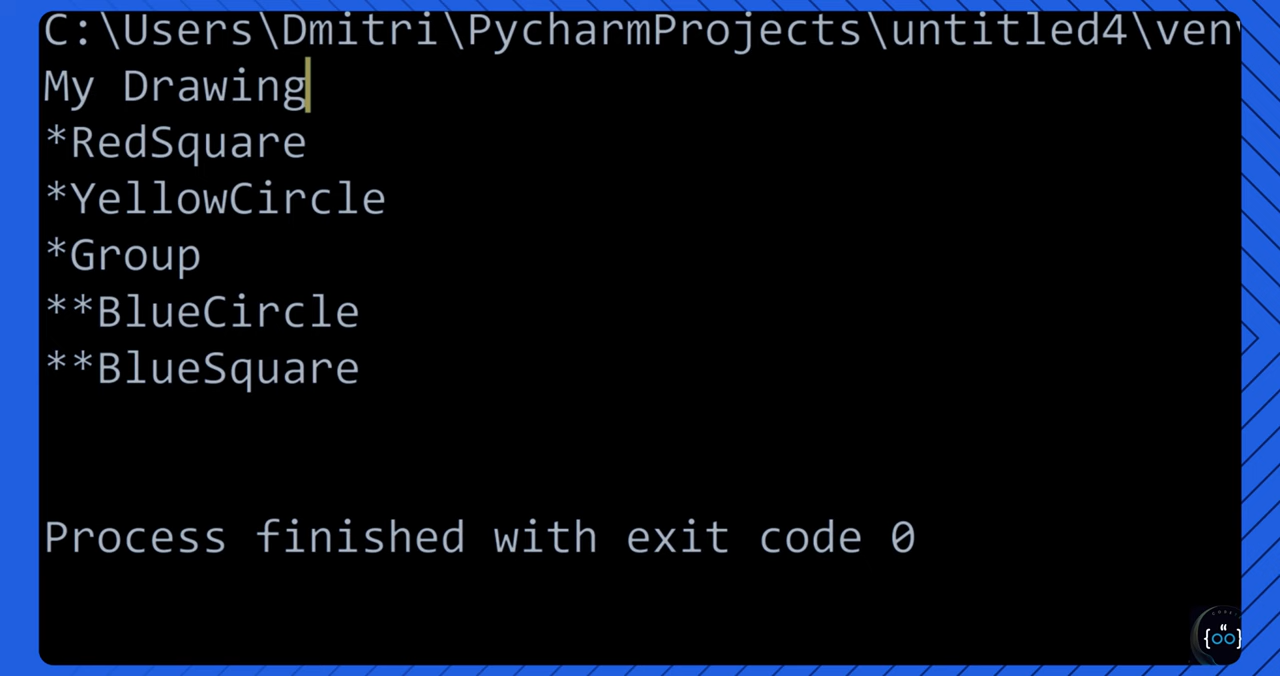 C:\Users\Dmitri\PycharmProjects\untitled4\ven
My Drawing
*RedSquare
*YellowCircle
*Group
**BlueCircle
**BlueSquare
Process finished with exit code 0